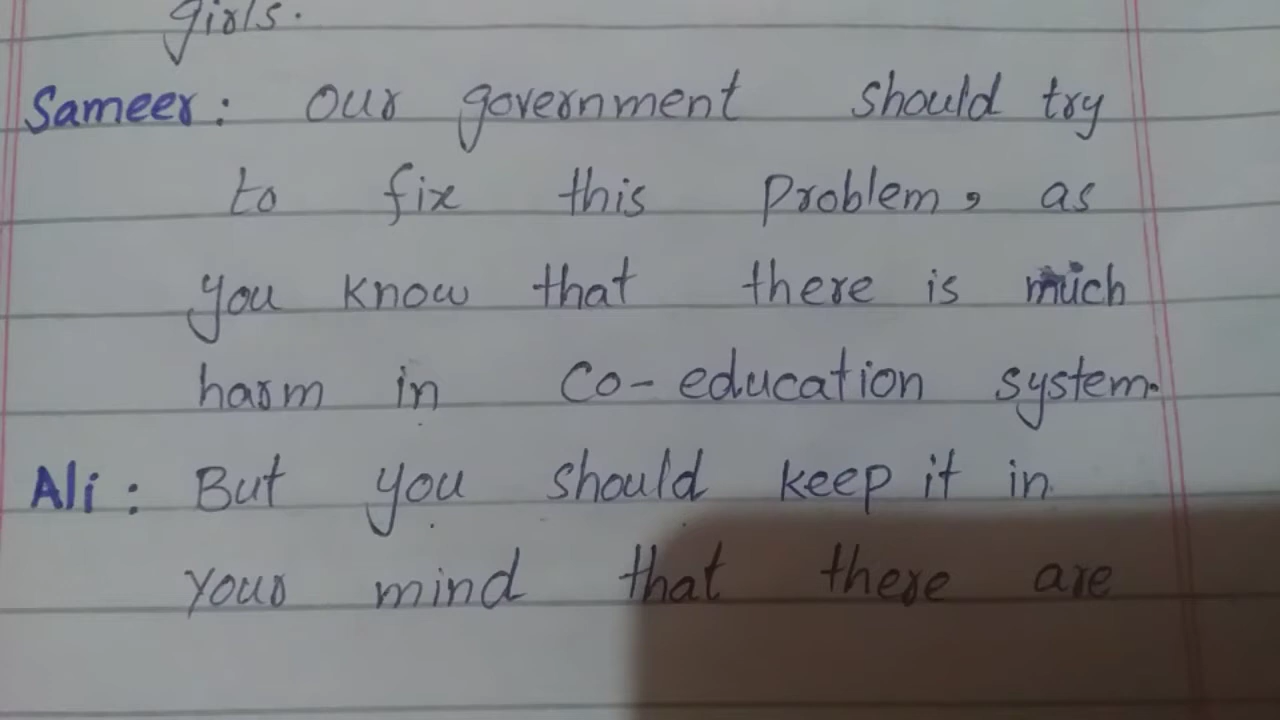 girls.
Sameer: Our government should try
to fix this Problem, as
you know that there is much
harm in Co-education system.
Ali: But you should keep it in
your mind that there are